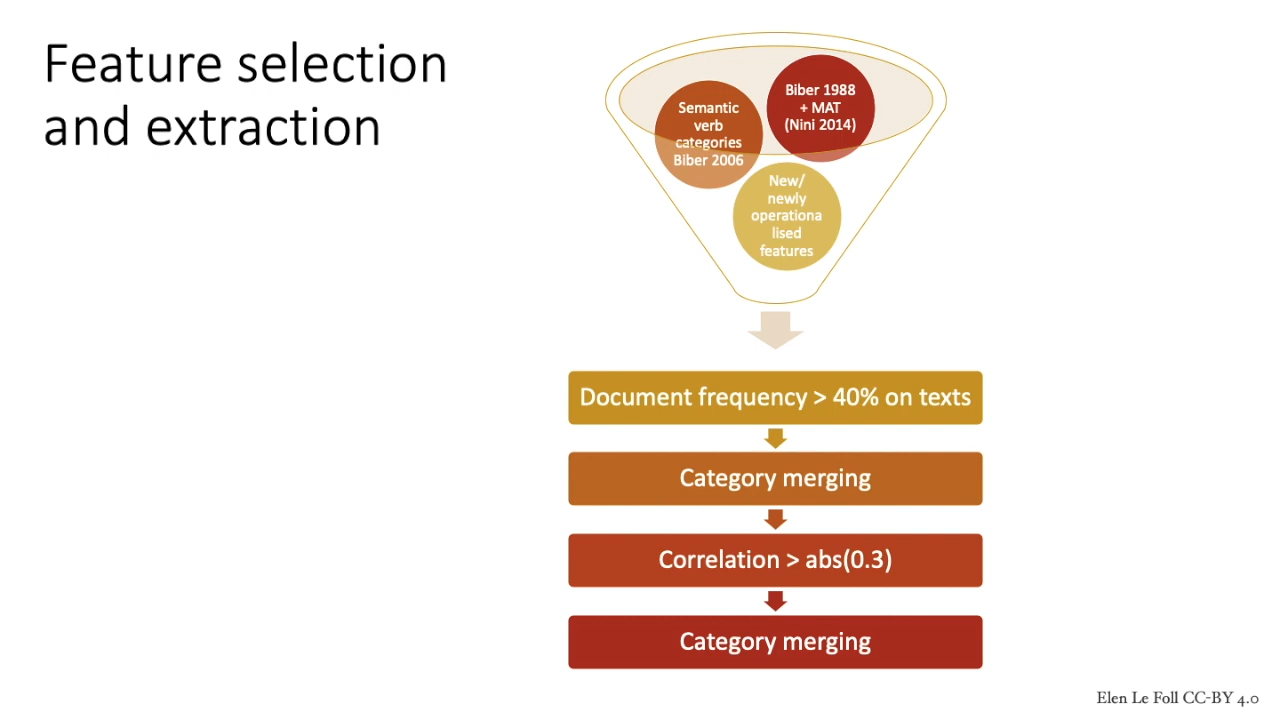 Feature selection
and extraction
Semantic
verb
categories
Biber 2006
Biber 1988
+ MAT
(Nini 2014)
New/
newly
operationa
lised
features
Document frequency > 40% on texts
Category merging
Correlation > abs(0.3)
Category merging
Elen Le Foll CC-BY 4.0